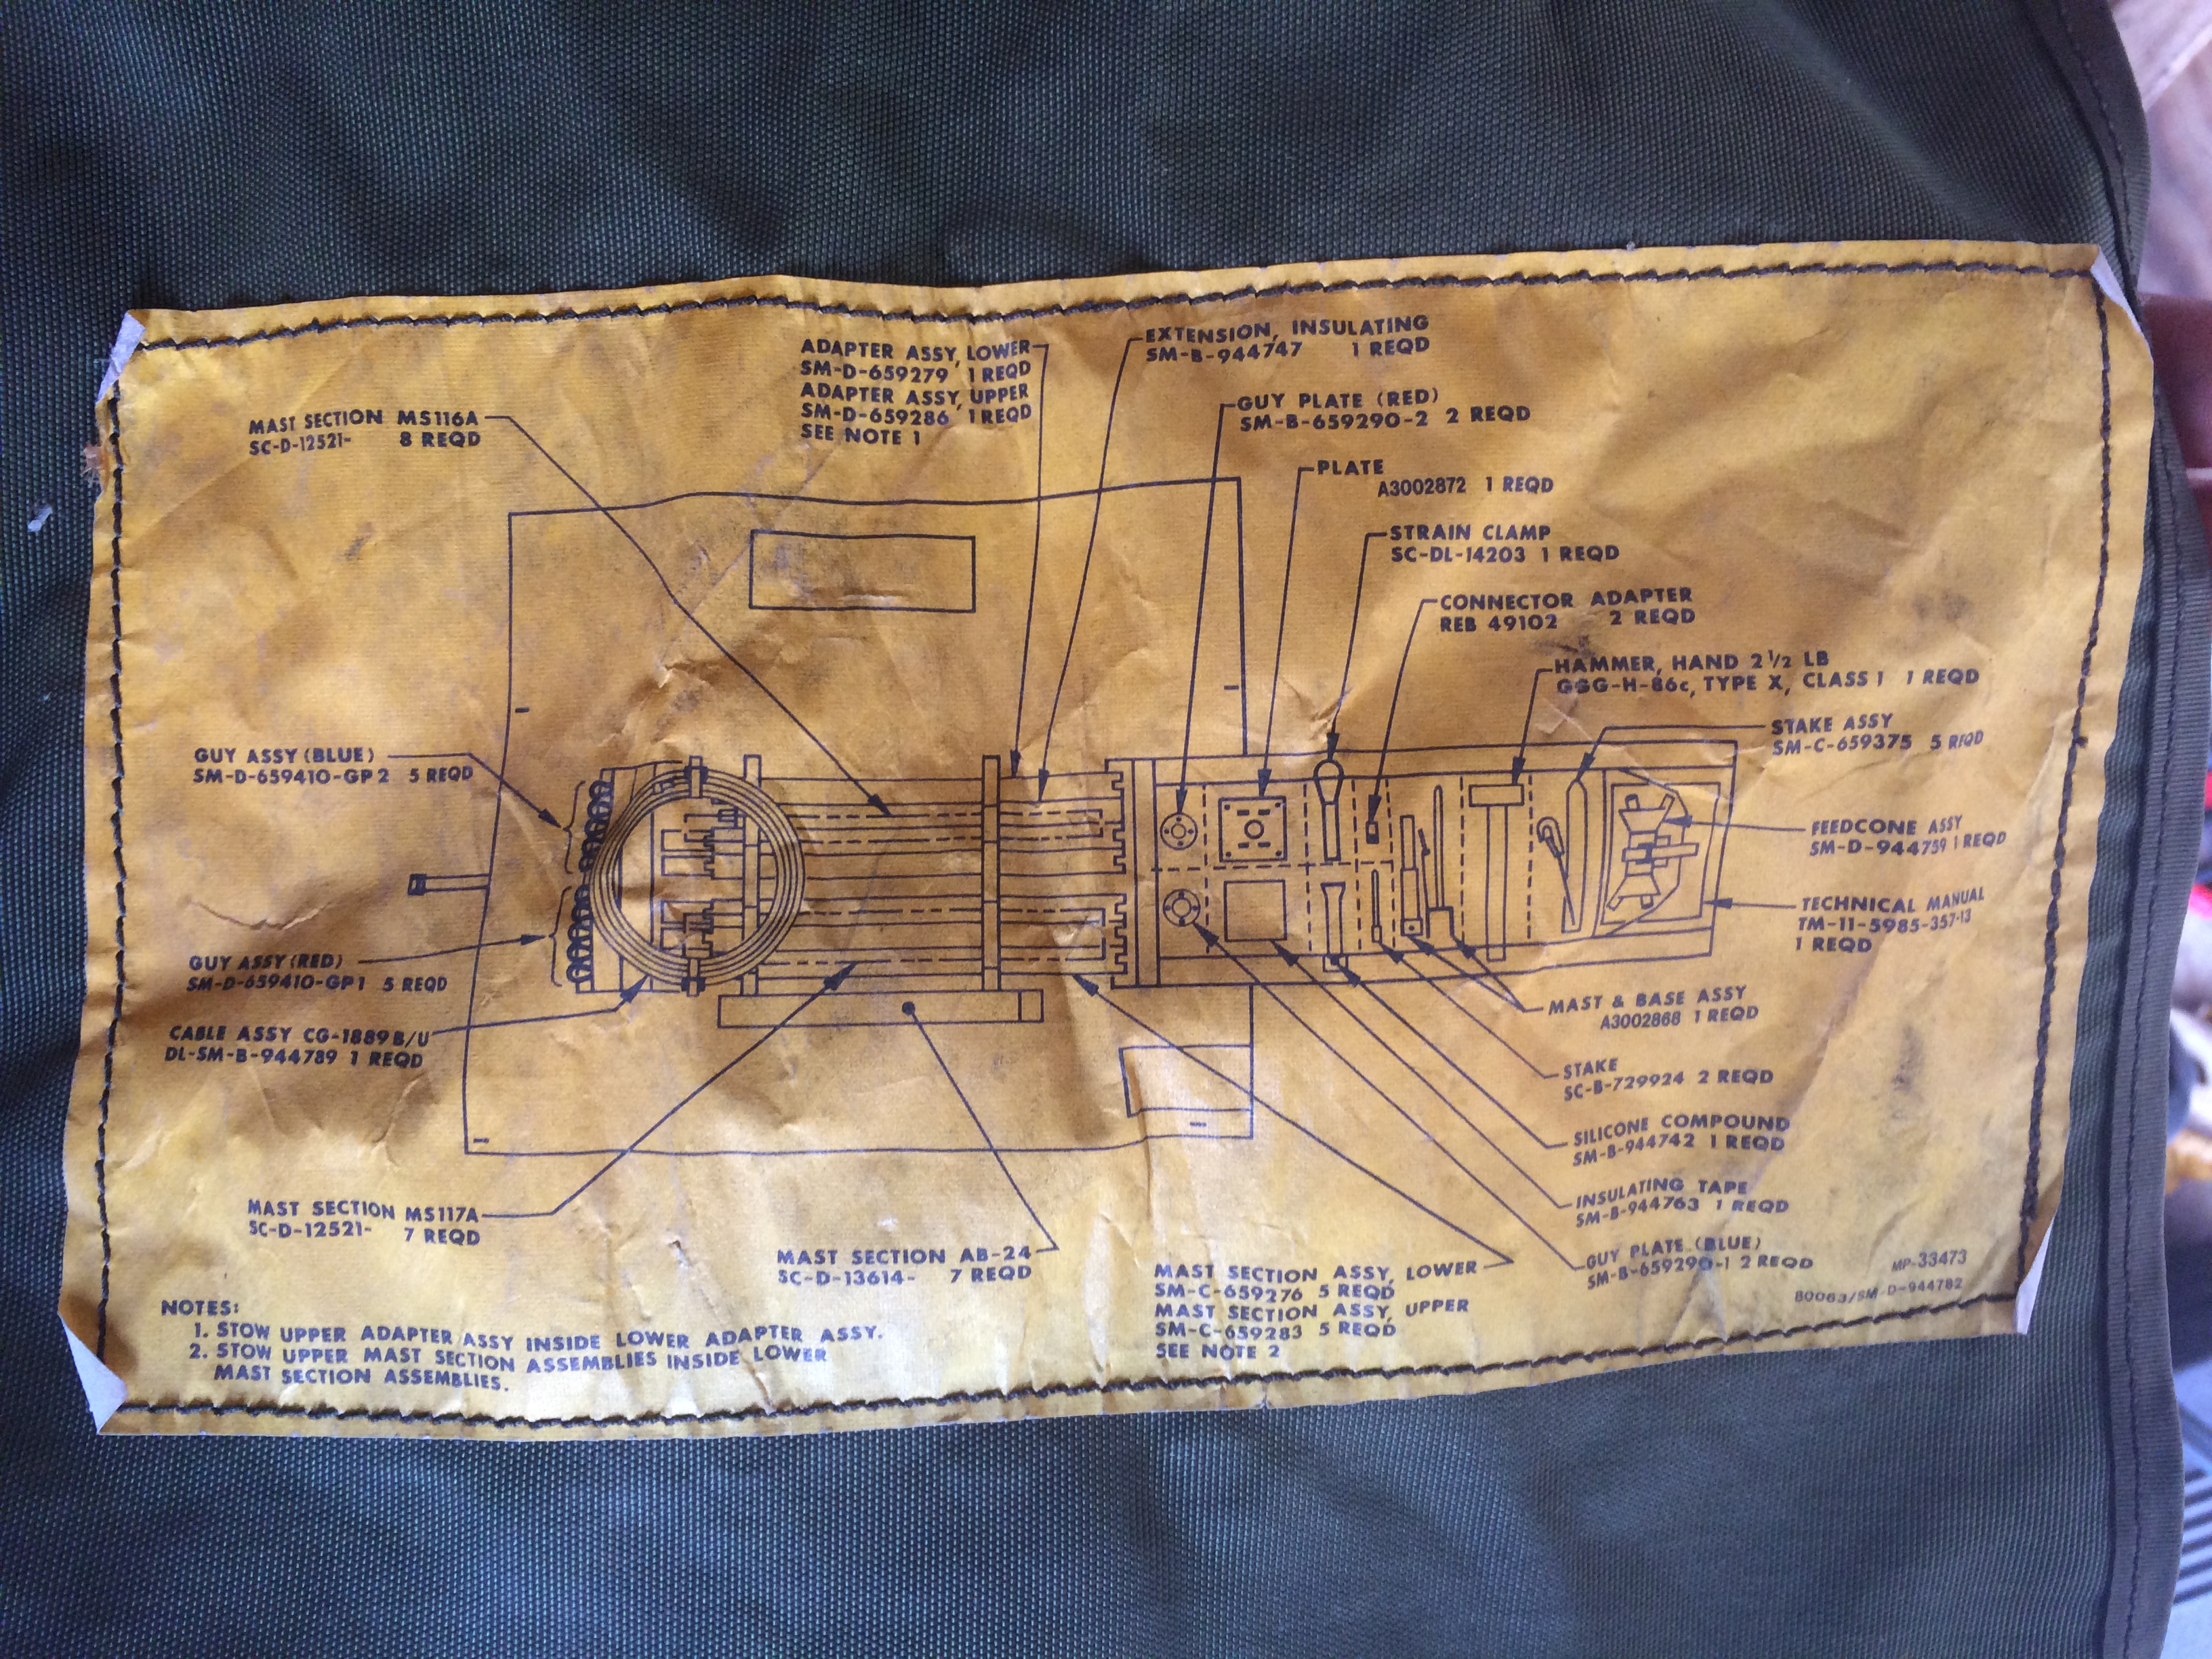 ADAPTER ASSY, LOWER
SM-D-659279 1 REQD
ADAPTER ASSY, UPPER
SM-D-659286 1 REQD
SEE NOTE 1
EXTENSION, INSULATING
SM-B-944747 1 REQD
GUY PLATE (RED)
SM-B-659290-2 2 REQD
PLATE
A3002872 1 REQD
STRAIN CLAMP
SC-DL-14203 1 REQD
CONNECTOR ADAPTER
REB 49102 2 REQD
HAMMER, HAND 2 1/2 LB
GGG-H-86c, TYPE X, CLASS 1 1 REQD
STAKE ASSY
SM-C-659375 5 REQD
FEEDCONE ASSY
SM-D-944759 1 REQD
TECHNICAL MANUAL
TM-11-5985-357-13
1 REQD
MAST & BASE ASSY
A3002868 1 REQD
STAKE
SC-B-729924 2 REQD
SILICONE COMPOUND
SM-B-944742 1 REQD
INSULATING TAPE
SM-B-944763 1 REQD
GUY PLATE (BLUE)
SM-B-659290-1 2 REQD
MP-33473
80063/SM-D-944782
MAST SECTION MS116A
SC-D-12521- 8 REQD
GUY ASSY (BLUE)
SM-D-659410-GP2 5 REQD
GUY ASSY (RED)
SM-D-659410-GP1 5 REQD
CABLE ASSY CG-1889B/U
DL-SM-B-944789 1 REQD
MAST SECTION MS117A
SC-D-12521- 7 REQD
MAST SECTION AB-24
SC-D-13614- 7 REQD
MAST SECTION ASSY, LOWER
SM-C-659276 5 REQD
MAST SECTION ASSY, UPPER
SM-C-659283 5 REQD
SEE NOTE 2
NOTES:
1. STOW UPPER ADAPTER ASSY INSIDE LOWER ADAPTER ASSY.
2. STOW UPPER MAST SECTION ASSEMBLIES INSIDE LOWER
MAST SECTION ASSEMBLIES.